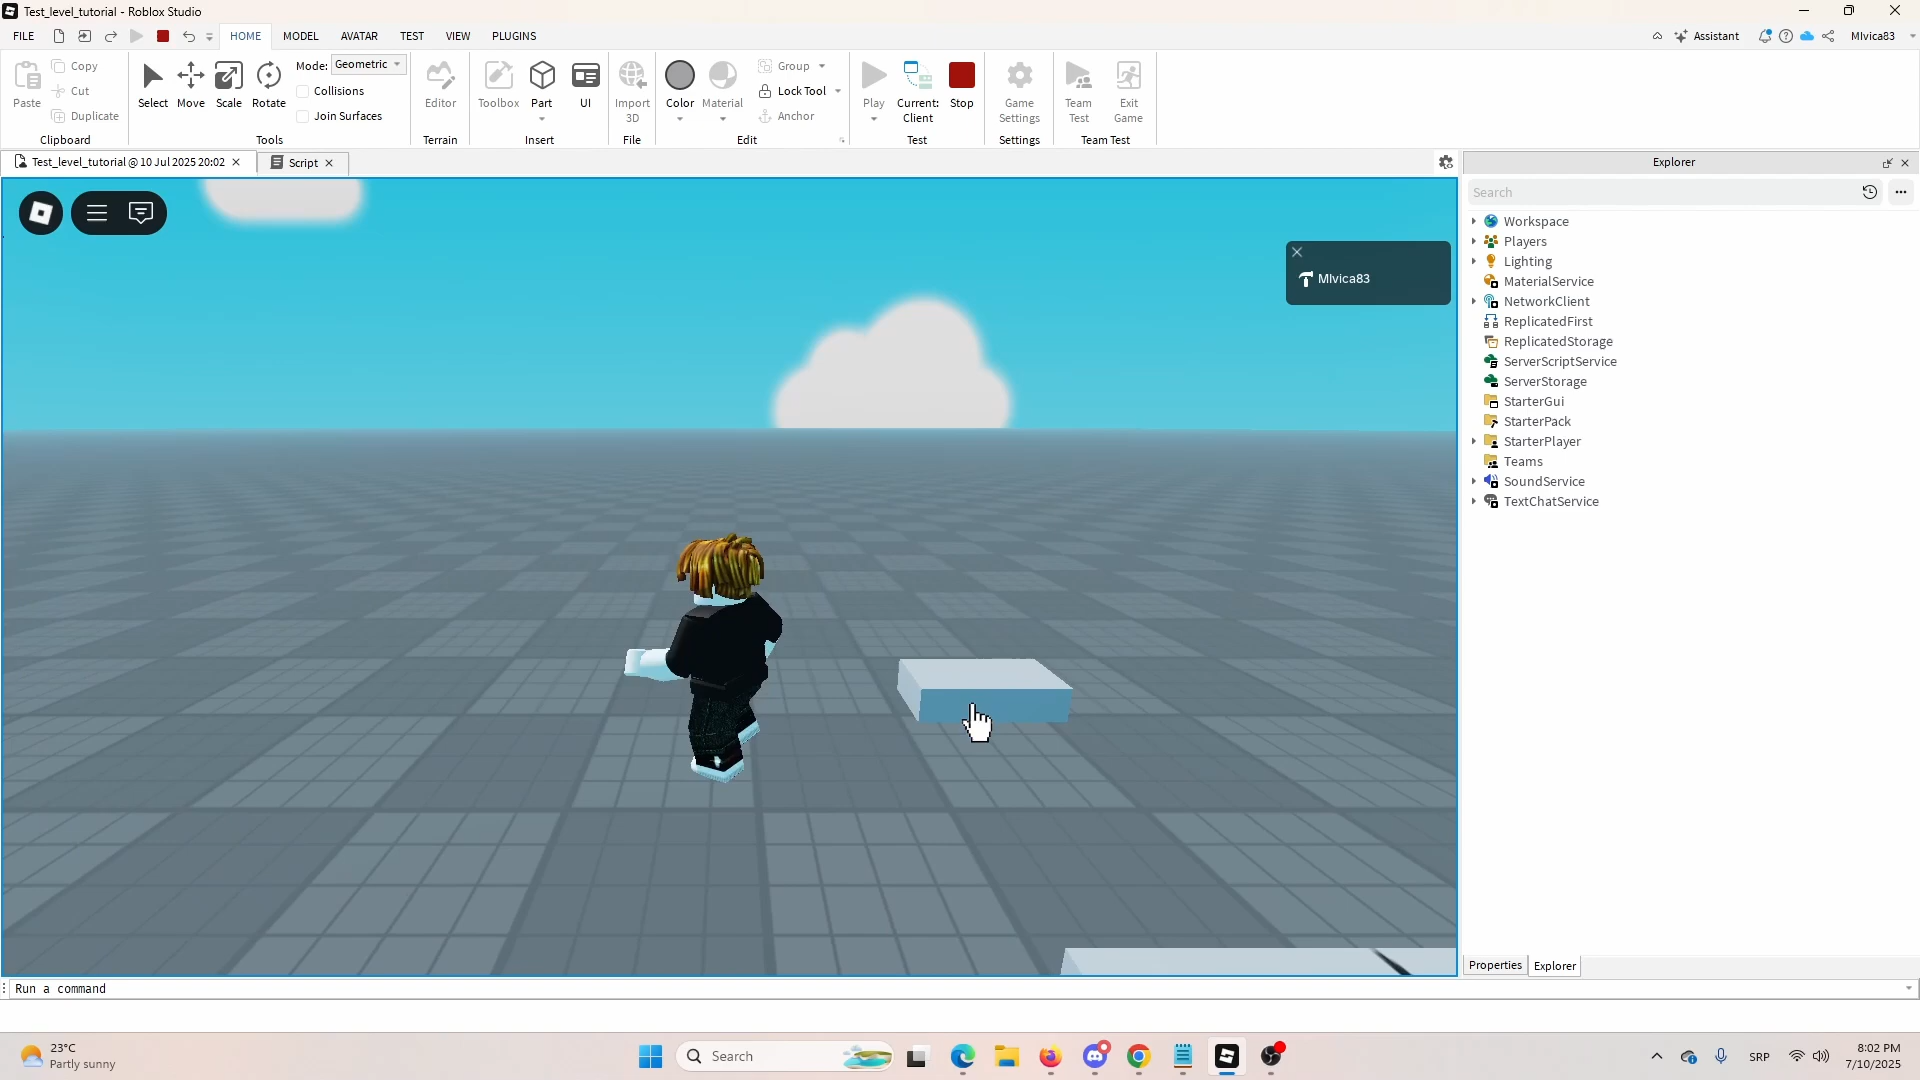 Test_level_tutorial - Roblox Studio
FILE HOME MODEL AVATAR TEST VIEW PLUGINS Assistant MIvica83
Paste Copy Cut Duplicate
Clipboard
Select Move Scale Rotate Mode: Geometric
Collisions
Join Surfaces
Tools
Editor
Terrain
Toolbox Part UI
Insert
Import 3D
File
Color Material Group
Lock Tool
Anchor
Edit
Play Current: Client Stop
Test
Game Settings
Settings
Team Test Exit Game
Team Test
Test_level_tutorial @ 10 Jul 2025 20:02 Script
MIvica83
Explorer
Search
Workspace
Players
Lighting
MaterialService
NetworkClient
ReplicatedFirst
ReplicatedStorage
ServerScriptService
ServerStorage
StarterGui
StarterPack
StarterPlayer
Teams
SoundService
TextChatService
Properties Explorer
Run a command
23°C
Partly sunny
Search
SRP
8:02 PM
7/10/2025